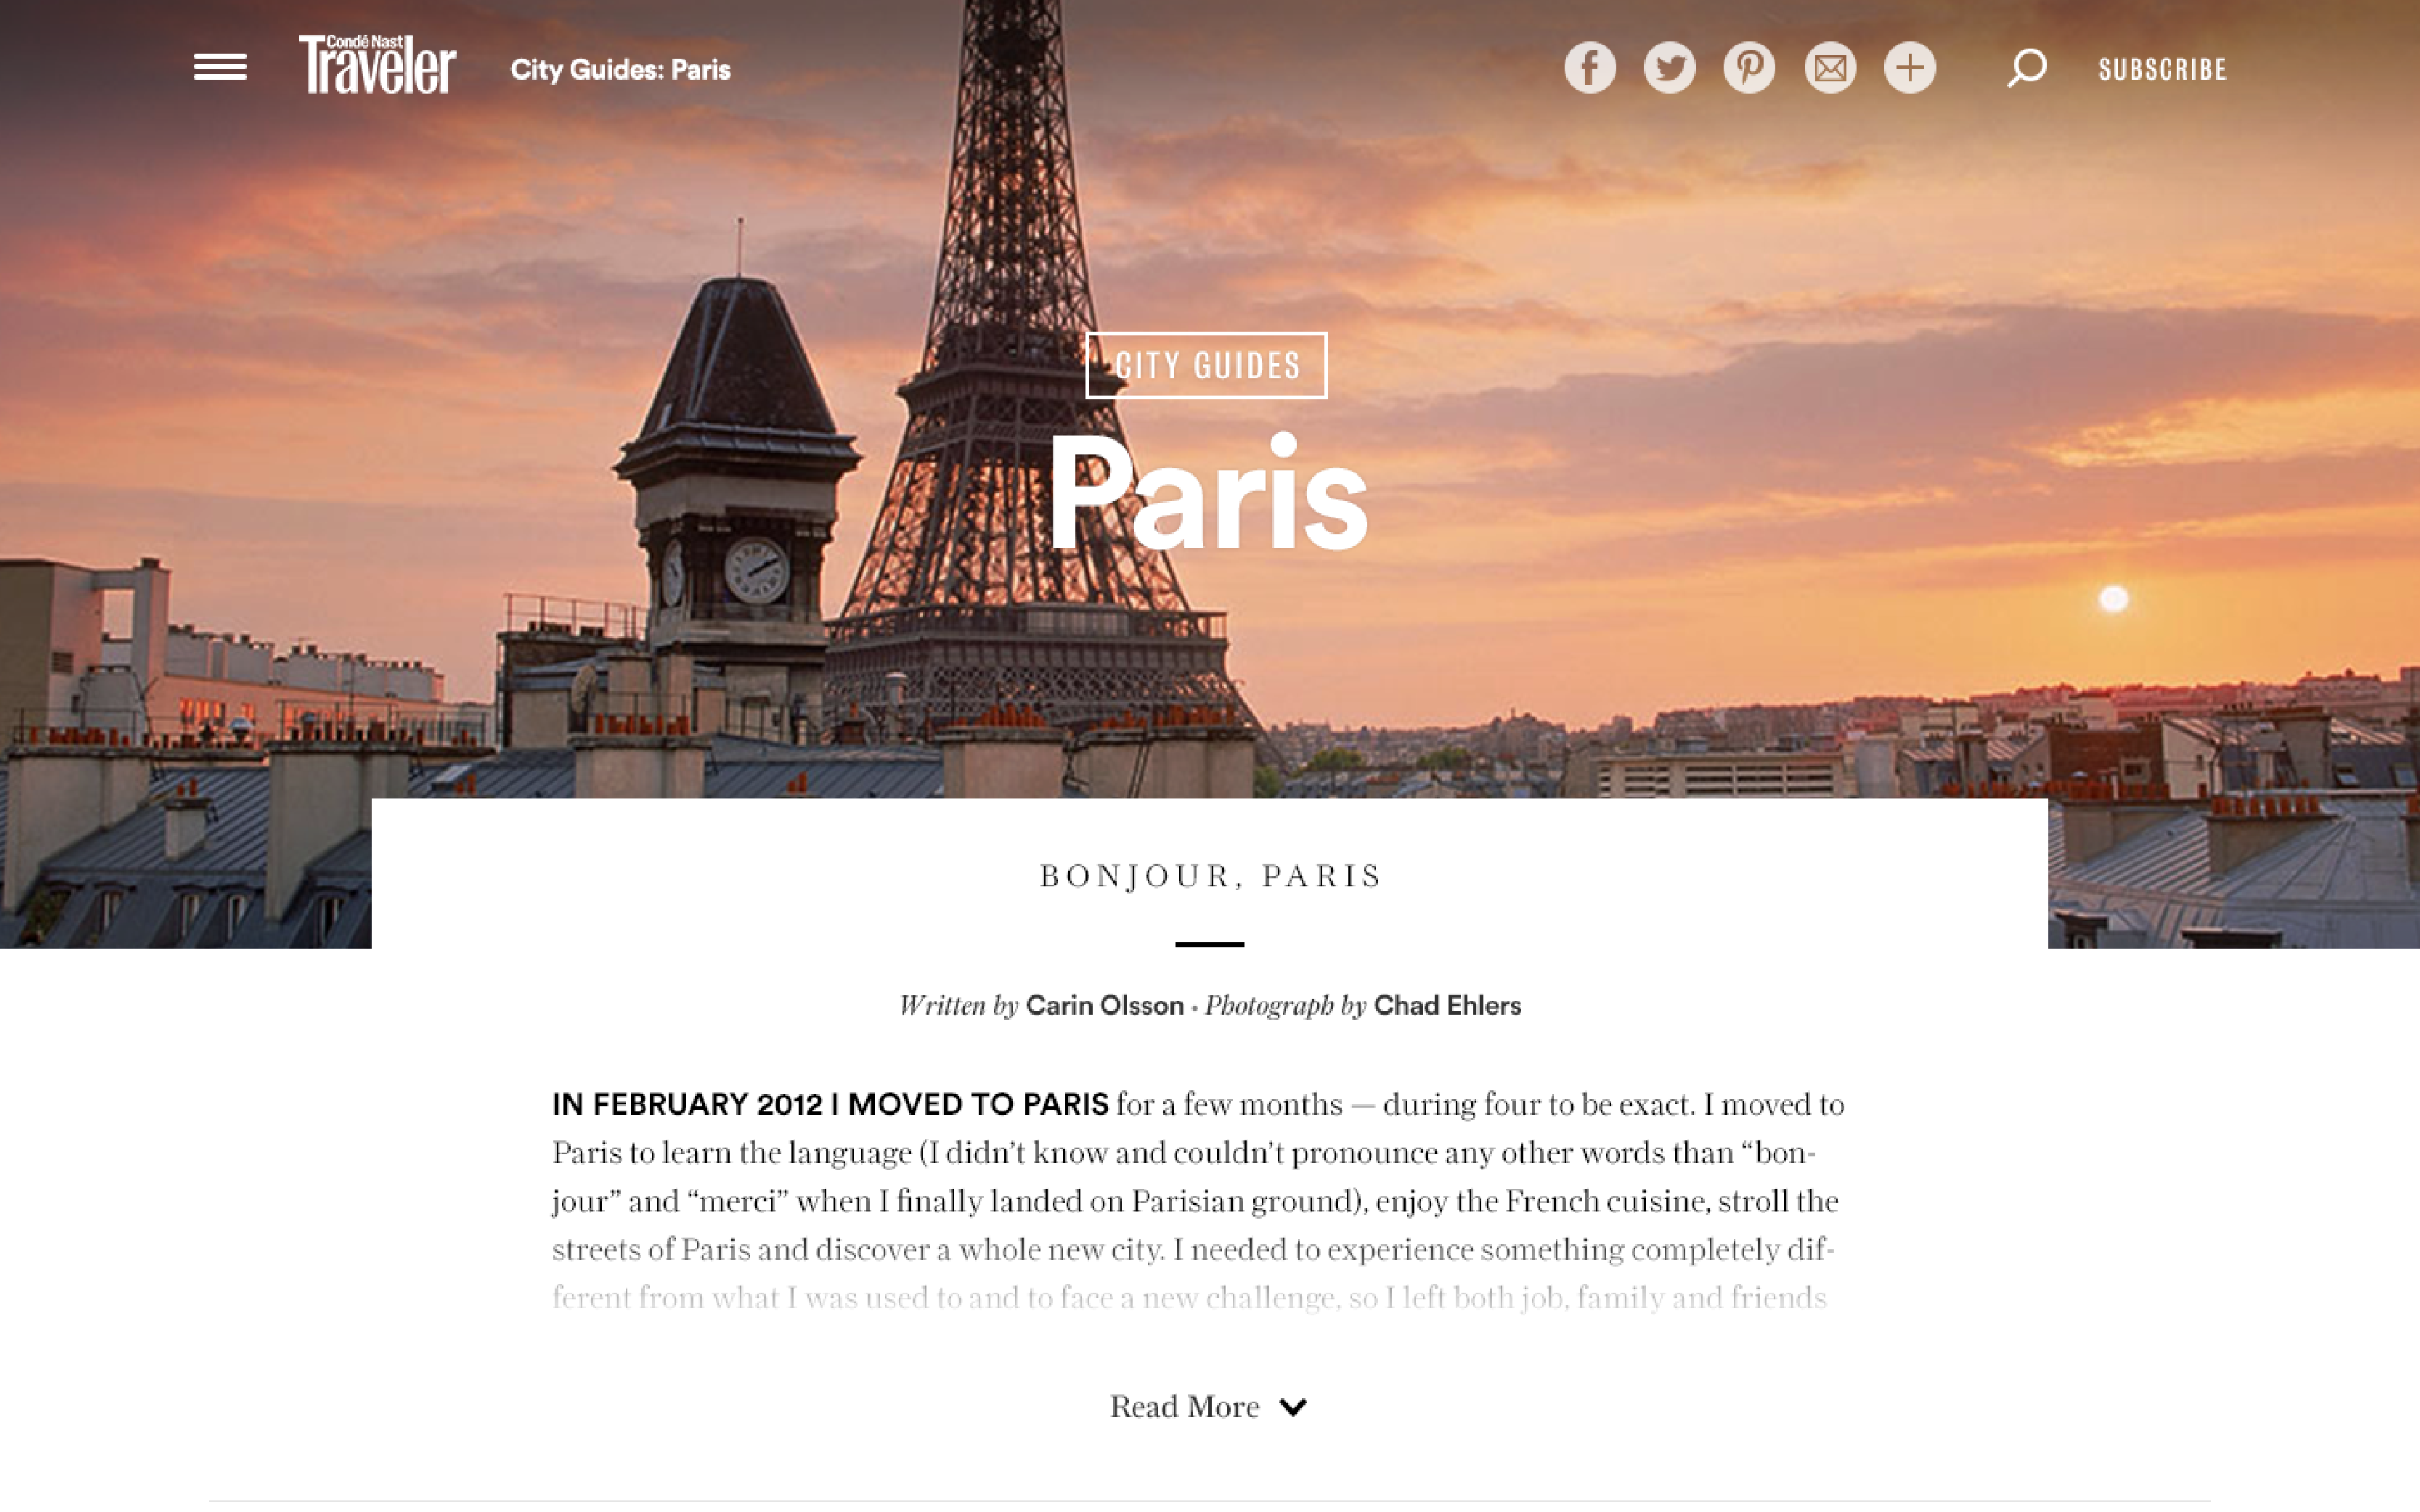 Condé Nast
Traveler
City Guides: Paris
SUBSCRIBE
CITY GUIDES
Paris
BONJOUR, PARIS
Written by Carin Olsson • Photograph by Chad Ehlers
IN FEBRUARY 2012 I MOVED TO PARIS for a few months — during four to be exact. I moved to
Paris to learn the language (I didn’t know and couldn’t pronounce any other words than “bon-
jour” and “merci” when I finally landed on Parisian ground), enjoy the French cuisine, stroll the
streets of Paris and discover a whole new city. I needed to experience something completely dif-
ferent from what I was used to and to face a new challenge, so I left both job, family and friends
Read More